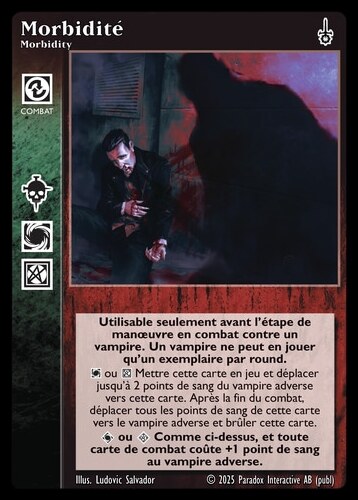 Morbidité
Morbidity
COMBAT
Utilisable seulement avant l'étape de
manœuvre en combat contre un
vampire. Un vampire ne peut en jouer
qu'un exemplaire par round.
ou Mettre cette carte en jeu et déplacer
jusqu'à 2 points de sang du vampire adverse
vers cette carte. Après la fin du combat,
déplacer tous les points de sang de cette carte
vers le vampire adverse et brûler cette carte.
ou Comme ci-dessus, et toute
carte de combat coûte +1 point de sang
au vampire adverse.
Illus. Ludovic Salvador
© 2025 Paradox Interactive AB (publ)